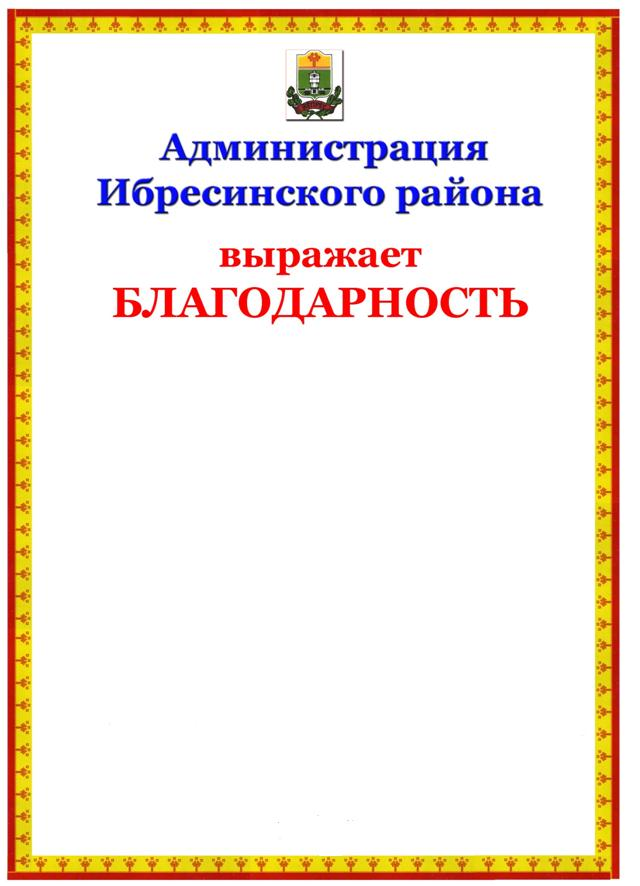 Администрация
Ибресинского района
выражает
БЛАГОДАРНОСТЬ